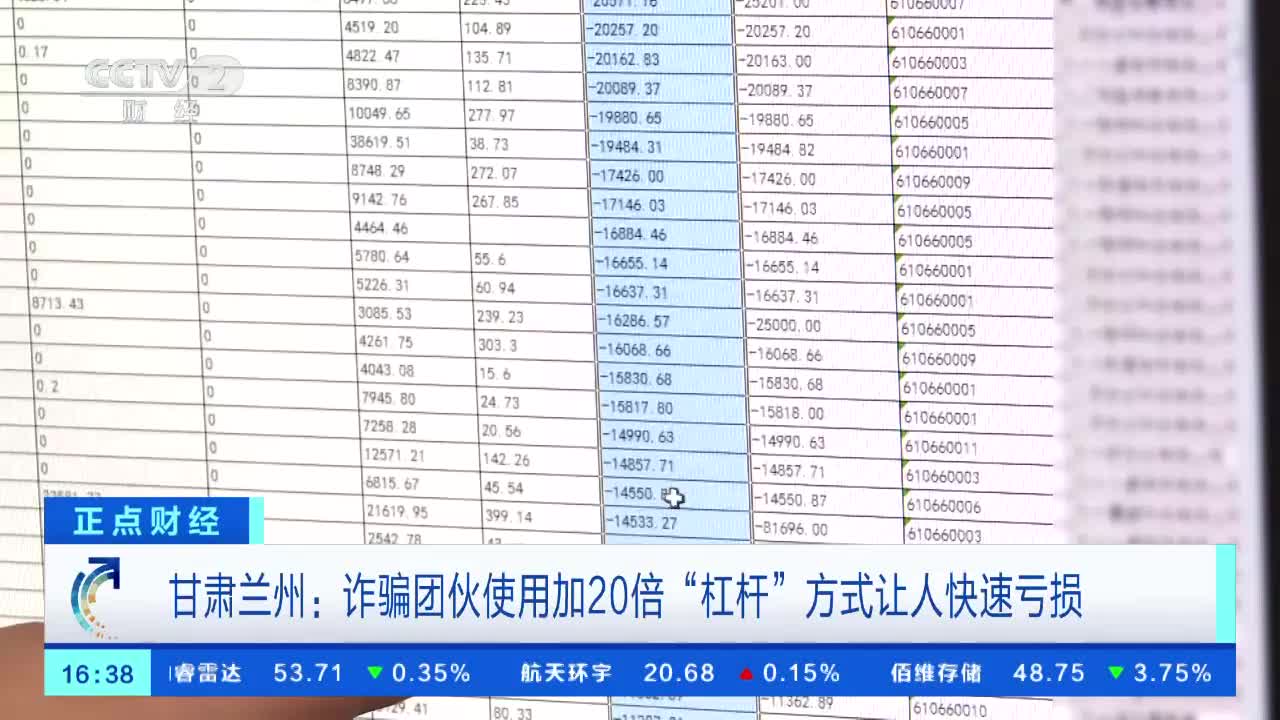 -20257.20 row:
0 0 4519.20 104.89 -20257.20 -20257.20 610660001
0.17 0 4822.47 135.71 -20162.83 -20163.00 610660003
0 0 8390.87 112.81 -20089.37 -20089.37 610660007
0 0 10049.65 277.97 -19880.65 -19880.65 610660005
0 0 38619.51 38.73 -19484.31 -19484.82 610660001
0 0 8748.29 272.07 -17426.00 -17426.00 610660009
0 0 9142.76 267.85 -17146.03 -17146.03 610660005
0 0 4464.46 -16884.46 -16884.46 610660005
0 0 5780.64 55.6 -16655.14 -16655.14 610660001
0 0 5226.31 60.94 -16637.31 -16637.31 610660001
8713.43 0 3085.53 239.23 -16286.57 -25000.00 610660005
0 0 4261.75 303.3 -16068.66 -16068.66 610660009
0 0 4043.08 15.6 -15830.68 -15830.68 610660001
0.2 0 7945.80 24.73 -15817.80 -15818.00 610660001
0 0 7258.28 20.56 -14990.63 -14990.63 610660011
0 0 12571.21 142.26 -14857.71 -14857.71 610660003
0 0 6815.67 45.54 -14550. -14550.87 610660006
21619.95 399.14 -14533.27 -81696.00 610660003
CCTV 2
财经
正点财经
甘肃兰州：诈骗团伙使用加20倍“杠杆”方式让人快速亏损
16:38 睿雷达 53.71 ▼0.35% 航天环宇 20.68 ▲0.15% 佰维存储 48.75 ▼3.75%
80.33 -11362.89 610660010